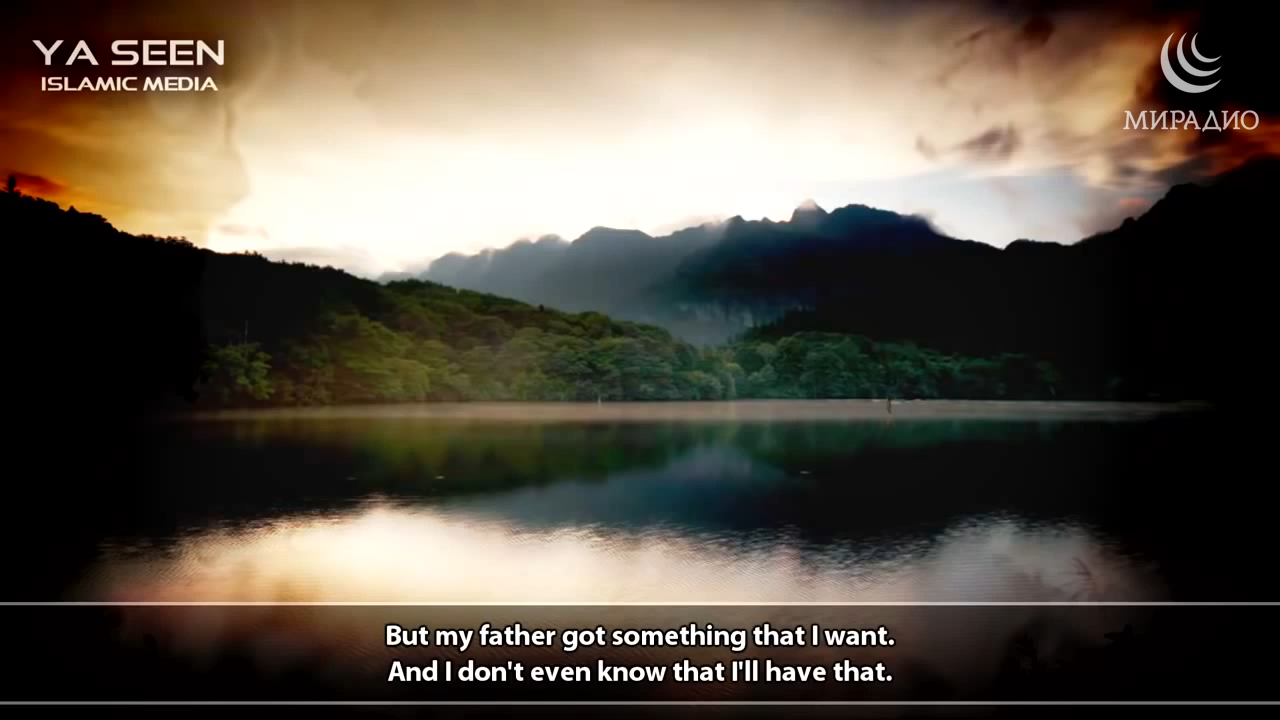 YA SEEN
ISLAMIC MEDIA
МИРАДИО
But my father got something that I want.
And I don't even know that I'll have that.